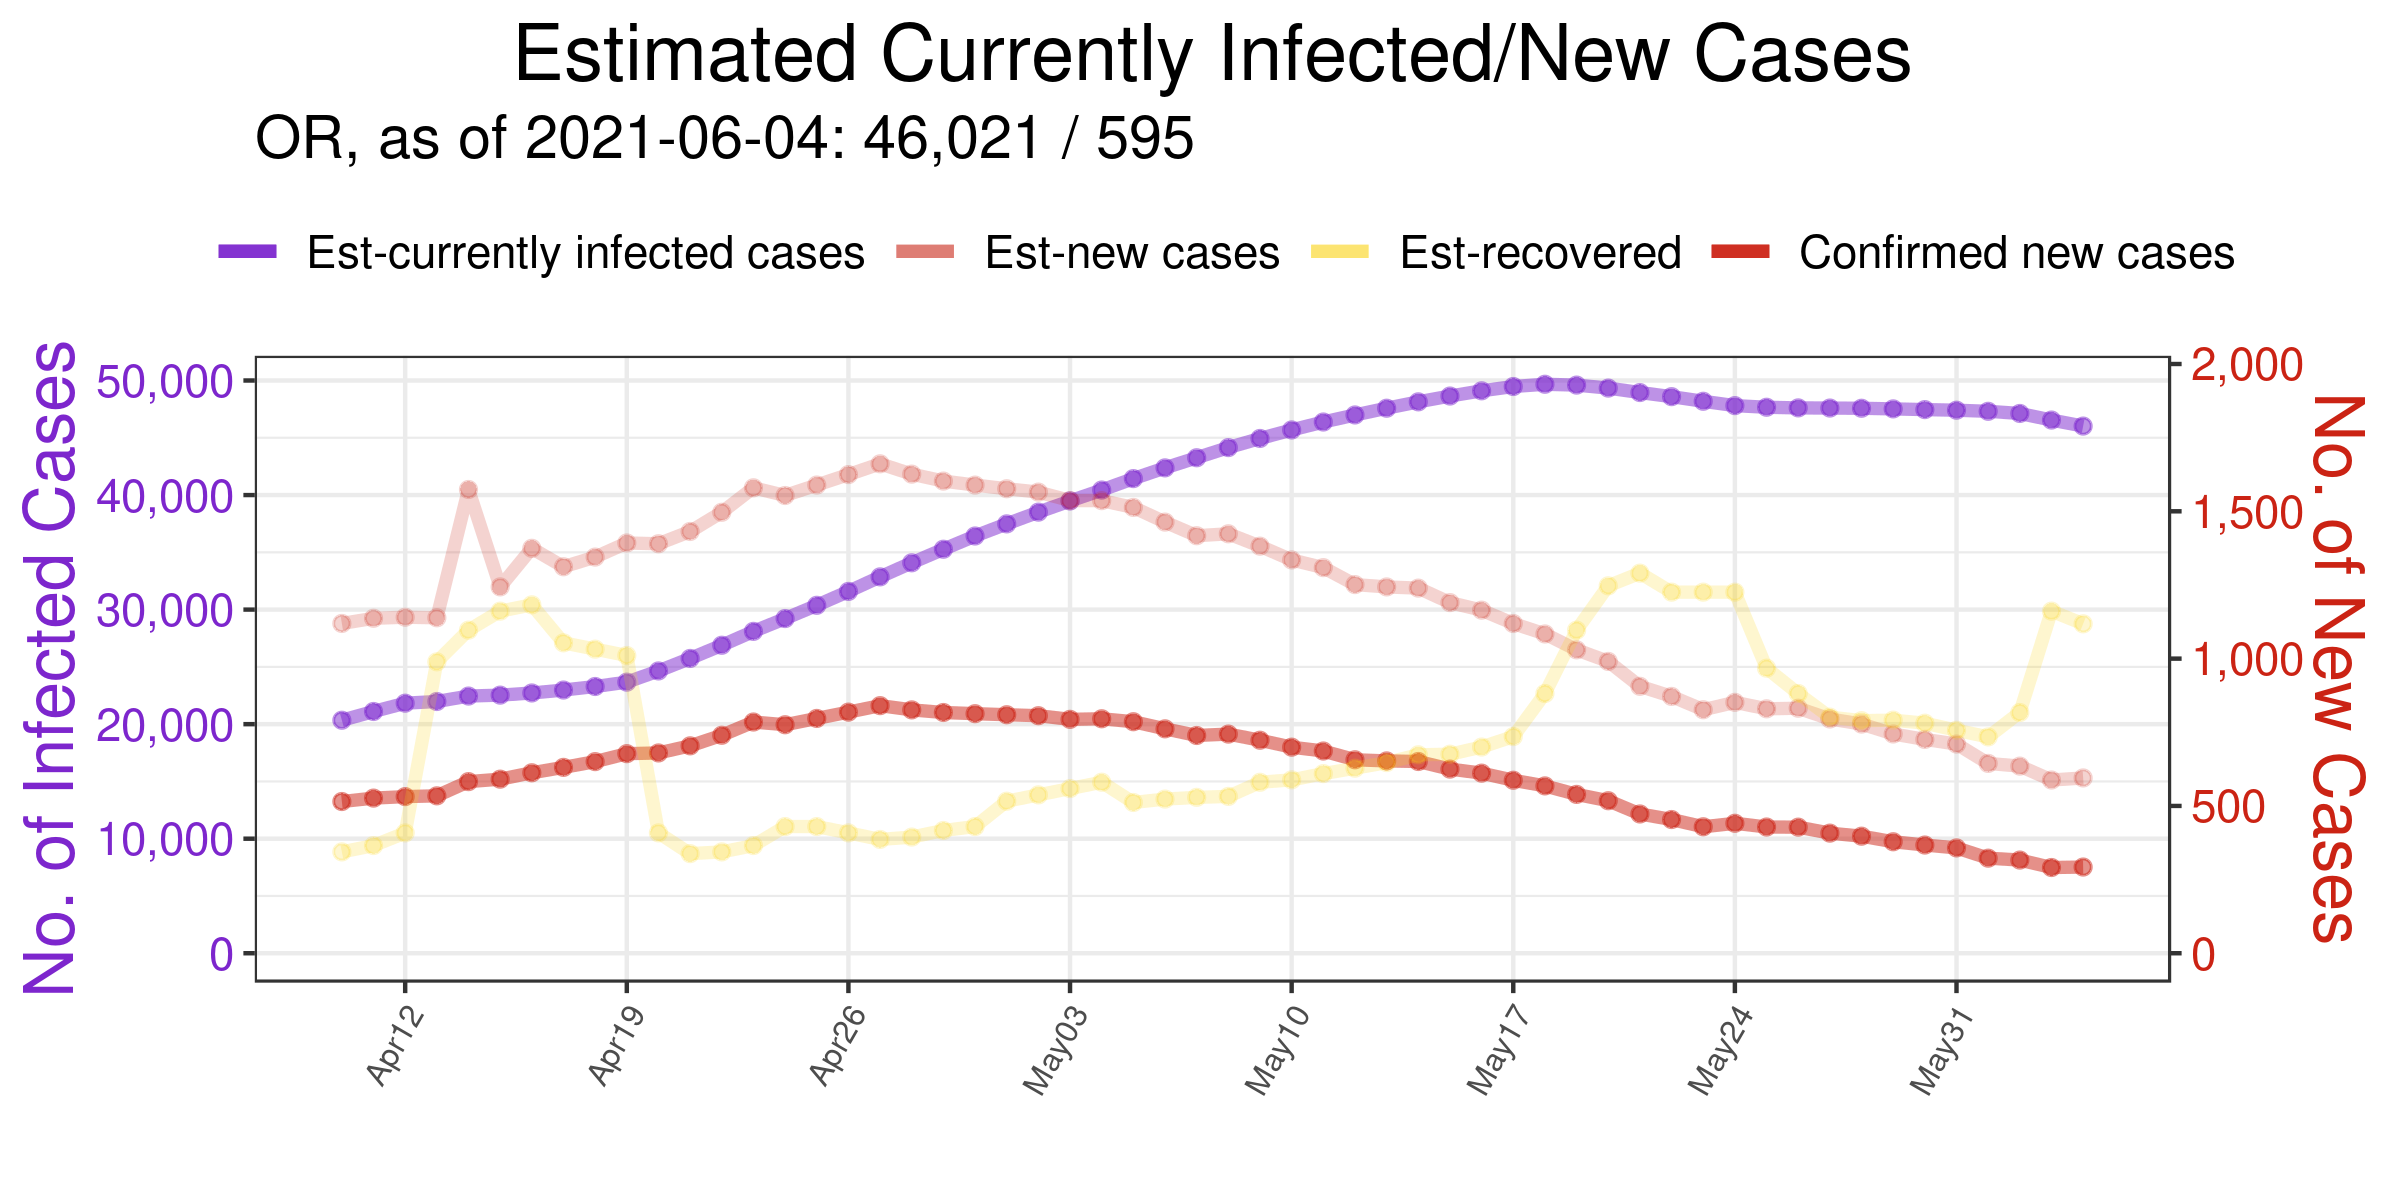 Estimated Currently Infected/New Cases
OR, as of 2021-06-04: 46,021 / 595
Est-currently infected cases Est-new cases Est-recovered Confirmed new cases
No. of Infected Cases
50,000
40,000
30,000
20,000
10,000
0
2,000
1,500
1,000
500
0
No. of New Cases
Apr12 Apr19 Apr26 May03 May10 May17 May24 May31